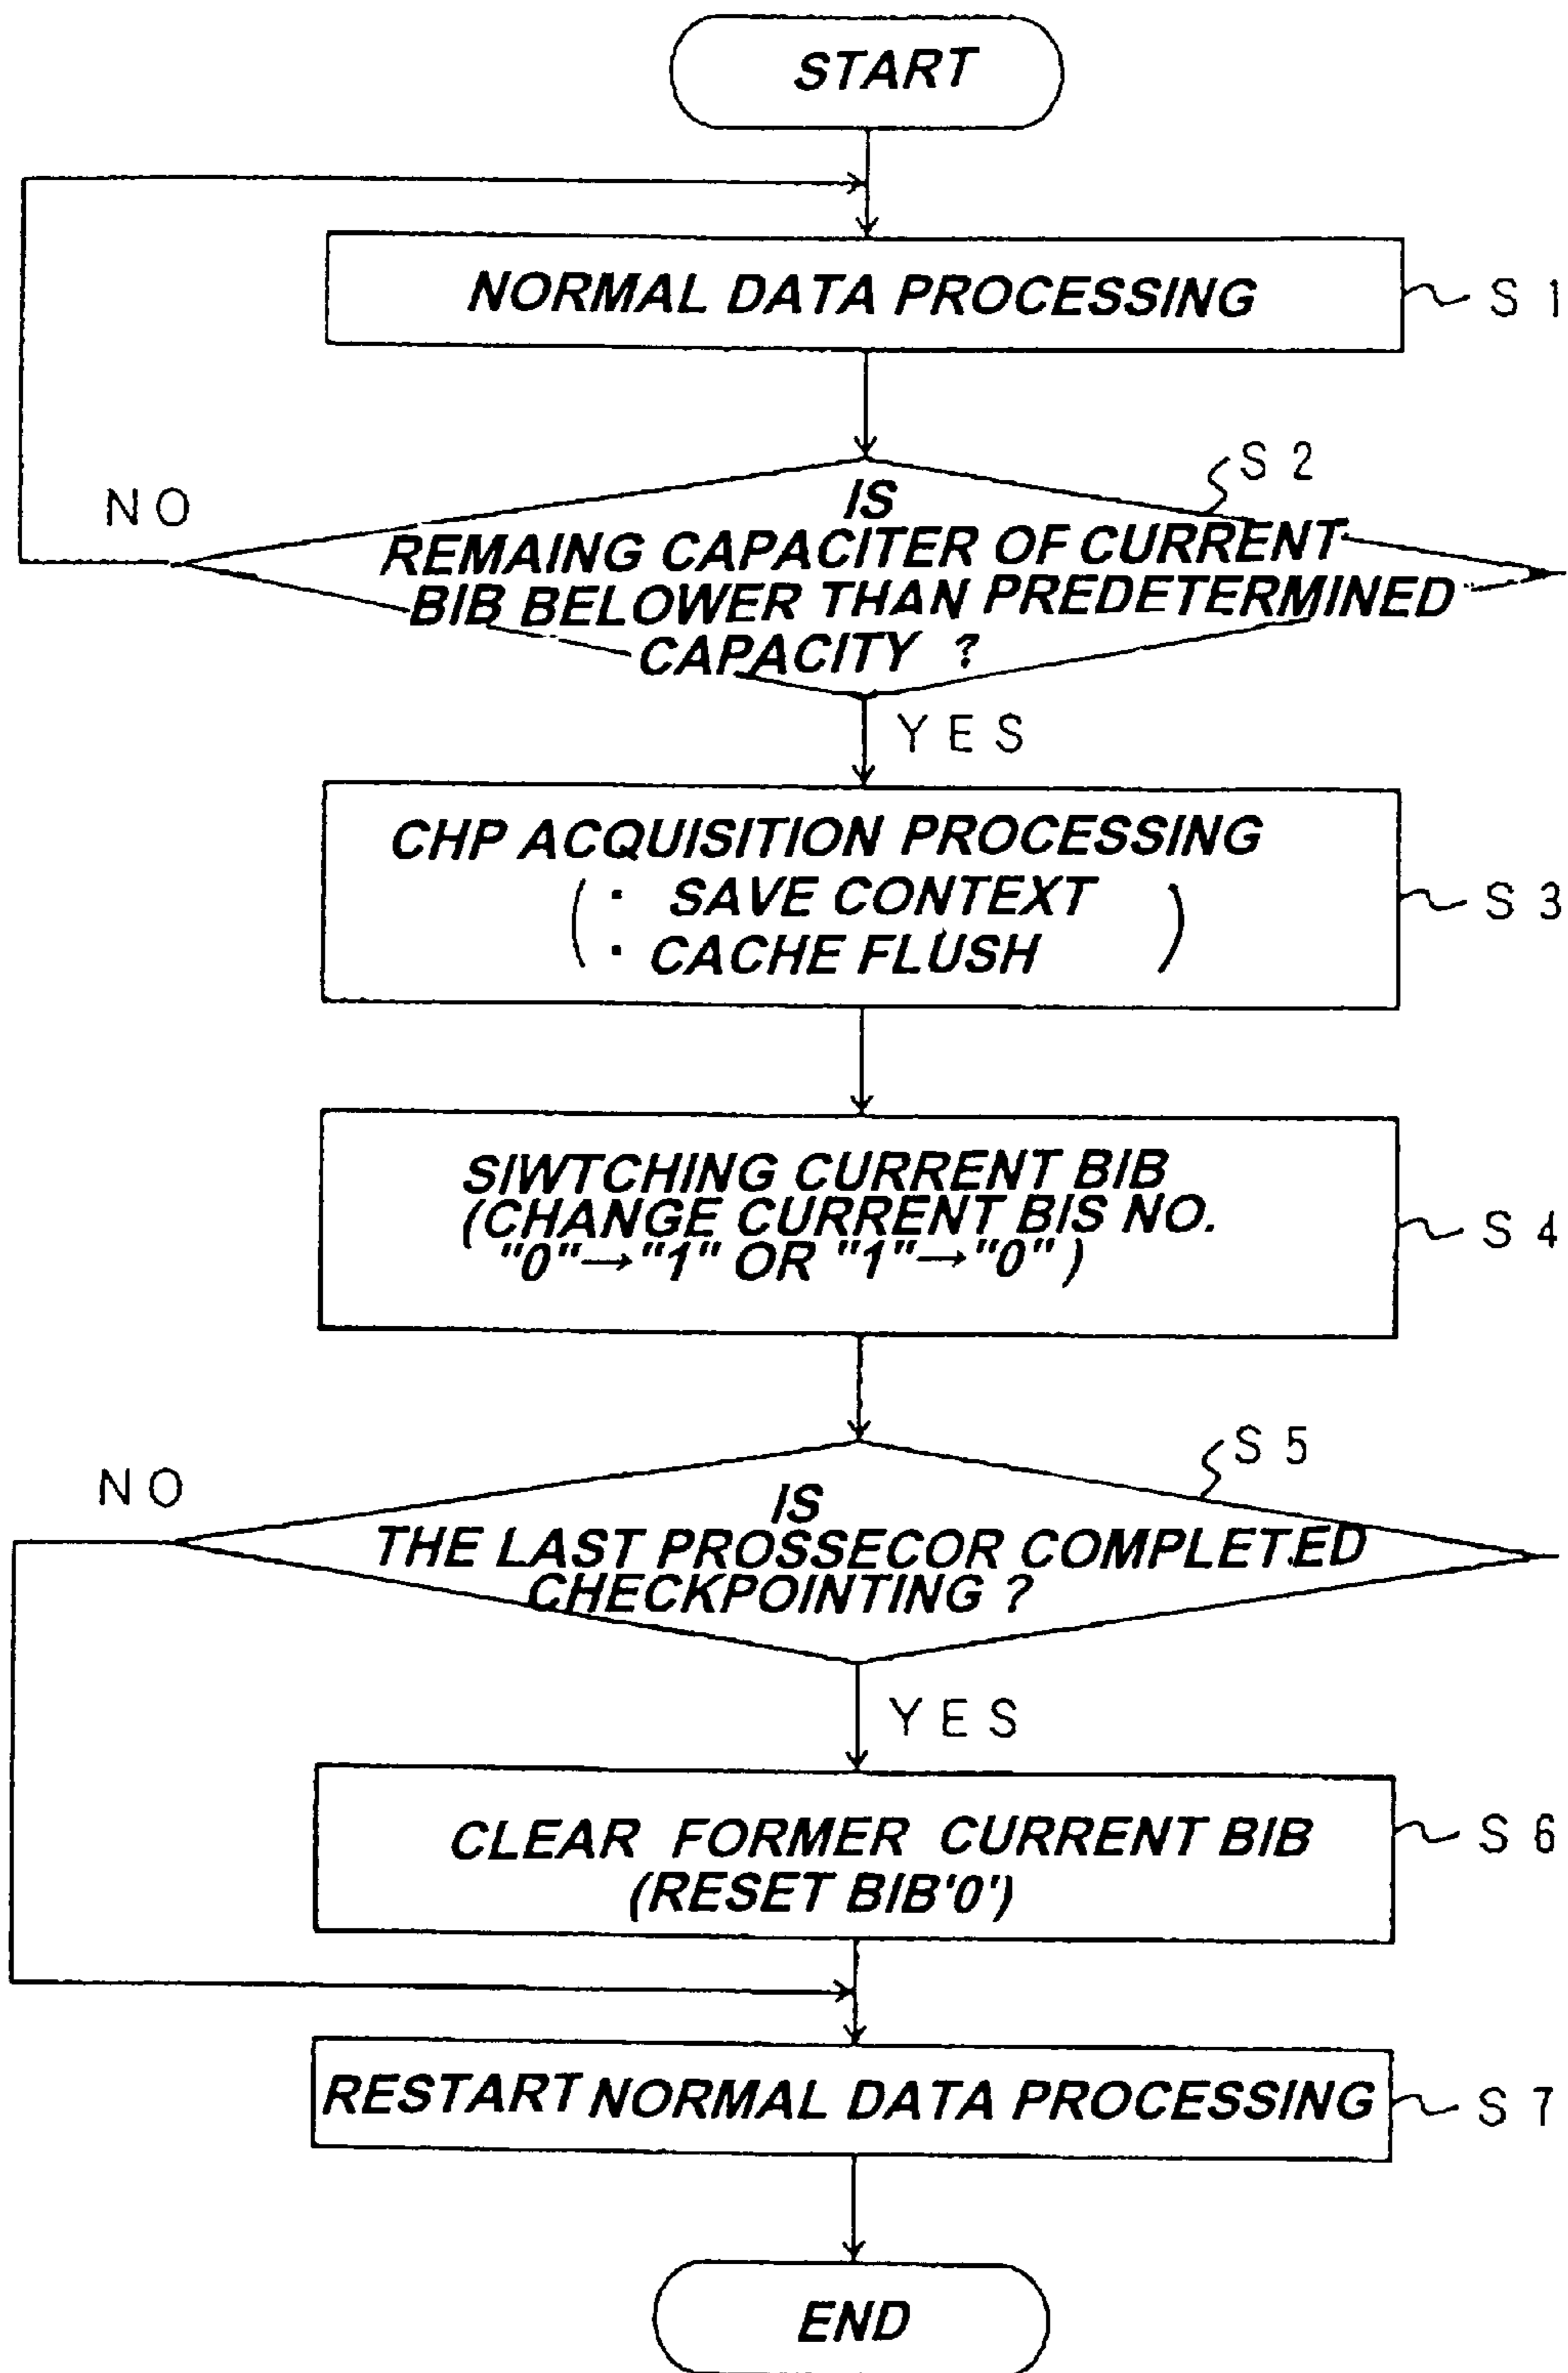 START
NORMAL DATA PROCESSING
S 1
S 2
NO
IS
REMAING CAPACITER OF CURRENT
BIB BELOWER THAN PREDETERMINED
CAPACITY ?
YES
CHP ACQUISITION PROCESSING
( · SAVE CONTEXT
· CACHE FLUSH )
S 3
SIWTCHING CURRENT BIB
(CHANGE CURRENT BIS NO.
"0"→"1" OR "1"→"0")
S 4
S 5
NO
IS
THE LAST PROSSECOR COMPLETED
CHECKPOINTING ?
YES
CLEAR FORMER CURRENT BIB
(RESET BIB'0')
S 6
RESTART NORMAL DATA PROCESSING
S 7
END